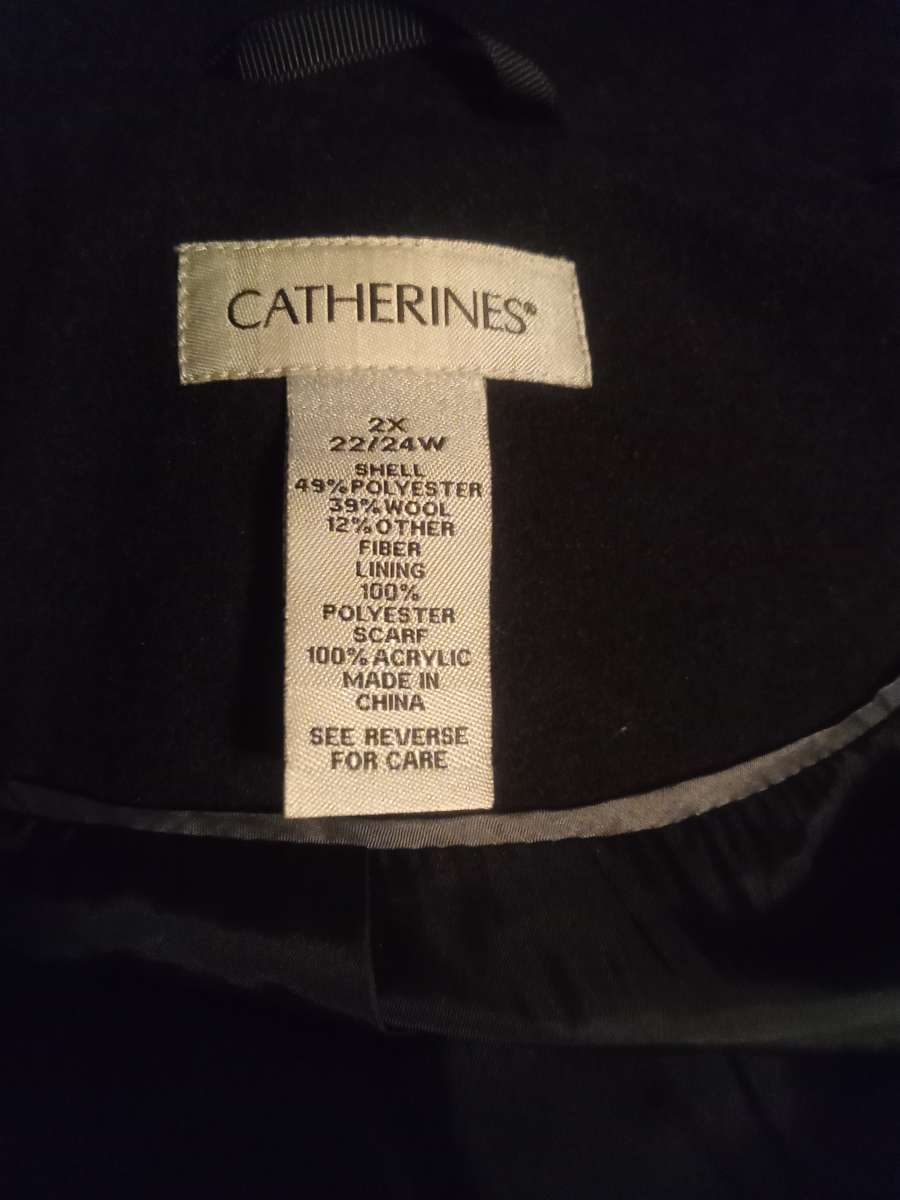 CATHERINES®
2X
22/24W
SHELL
49% POLYESTER
39% WOOL
12% OTHER
FIBER
LINING
100%
POLYESTER
SCARF
100% ACRYLIC
MADE IN
CHINA
SEE REVERSE
FOR CARE